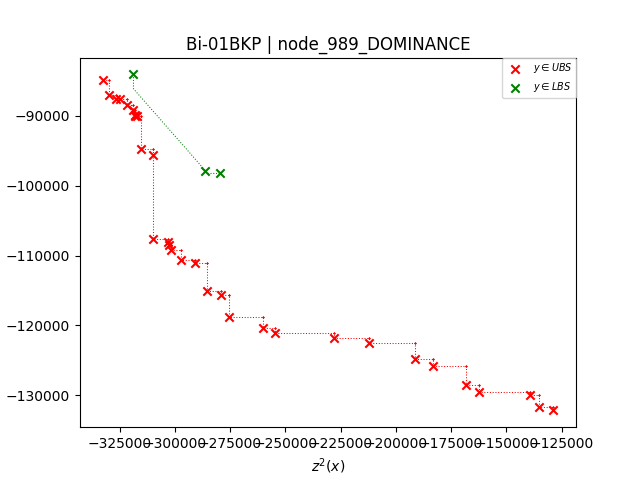 Bi-01BKP | node_989_DOMINANCE
y ∈ UBS
y ∈ LBS
−90000
−100000
−110000
−120000
−130000
−325000 −300000 −275000 −250000 −225000 −200000 −175000 −150000 −125000
z²(x)